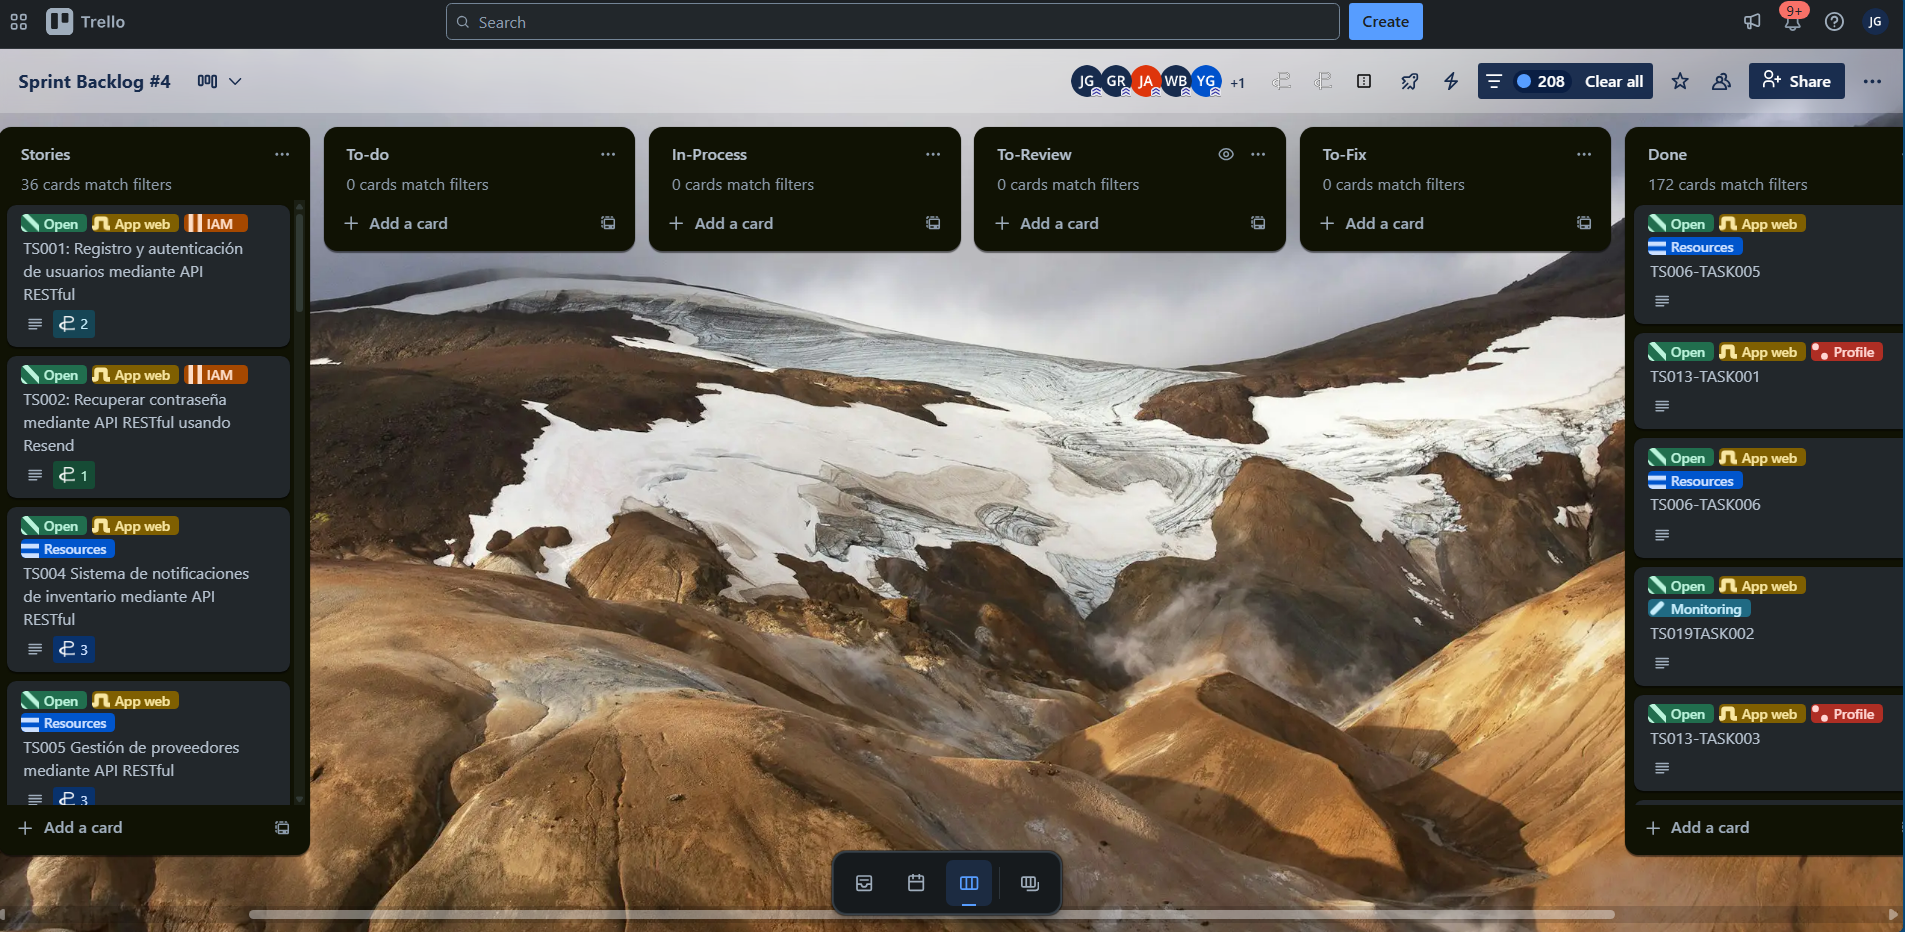 Trello
Search
Create
9+
JG
Sprint Backlog #4
JG GR JA WB YG +1
208 Clear all
Share
Stories
36 cards match filters
Open App web IAM
TS001: Registro y autenticación
de usuarios mediante API
RESTful
2
Open App web IAM
TS002: Recuperar contraseña
mediante API RESTful usando
Resend
1
Open App web
Resources
TS004 Sistema de notificaciones
de inventario mediante API
RESTful
3
Open App web
Resources
TS005 Gestión de proveedores
mediante API RESTful
3
Add a card
To-do
0 cards match filters
Add a card
In-Process
0 cards match filters
Add a card
To-Review
0 cards match filters
Add a card
To-Fix
0 cards match filters
Add a card
Done
172 cards match filters
Open App web
Resources
TS006-TASK005
Open App web Profile
TS013-TASK001
Open App web
Resources
TS006-TASK006
Open App web
Monitoring
TS019TASK002
Open App web Profile
TS013-TASK003
Add a card